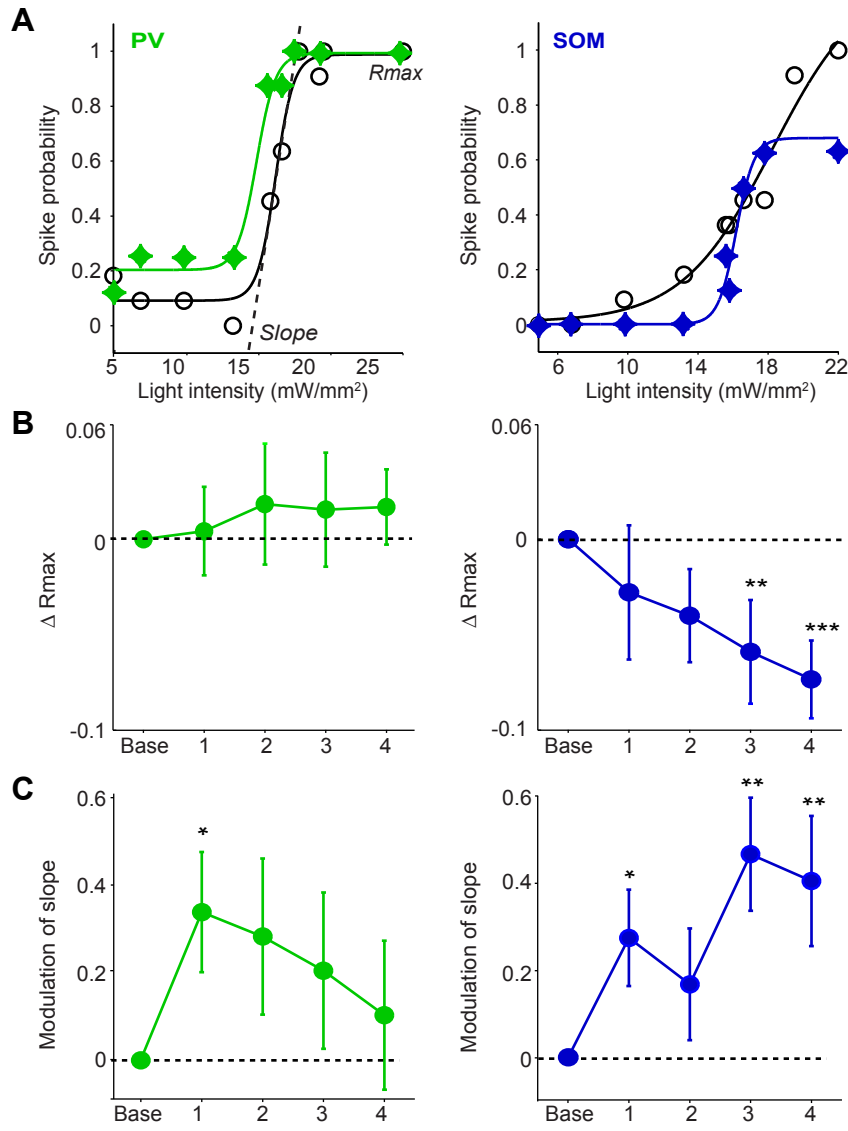 A
PV
Spike probability
1
0.8
0.6
0.4
0.2
0
Rmax
Slope
5 10 15 20 25
Light intensity (mW/mm²)
SOM
Spike probability
1
0.8
0.6
0.4
0.2
0
6 10 14 18 22
Light intensity (mW/mm²)
B
0.06
0
-0.1
Δ Rmax
Base 1 2 3 4
0.06
0
-0.1
Δ Rmax
** ***
Base 1 2 3 4
C
0.6
0.4
0.2
0
Modulation of slope
*
Base 1 2 3 4
0.6
0.4
0.2
0
Modulation of slope
* ** **
Base 1 2 3 4